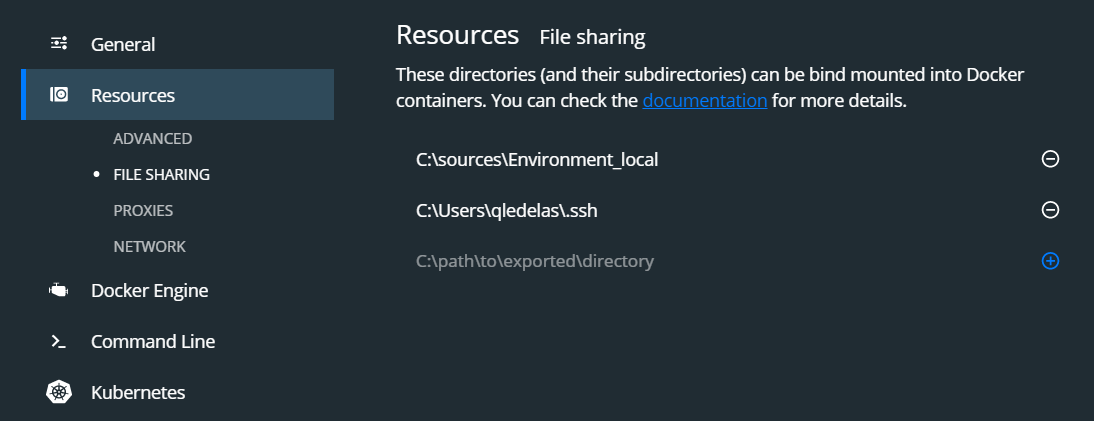 General
Resources
ADVANCED
FILE SHARING
PROXIES
NETWORK
Docker Engine
Command Line
Kubernetes
Resources File sharing
These directories (and their subdirectories) can be bind mounted into Docker
containers. You can check the documentation for more details.
C:\sources\Environment_local
C:\Users\qledelas\.ssh
C:\path\to\exported\directory